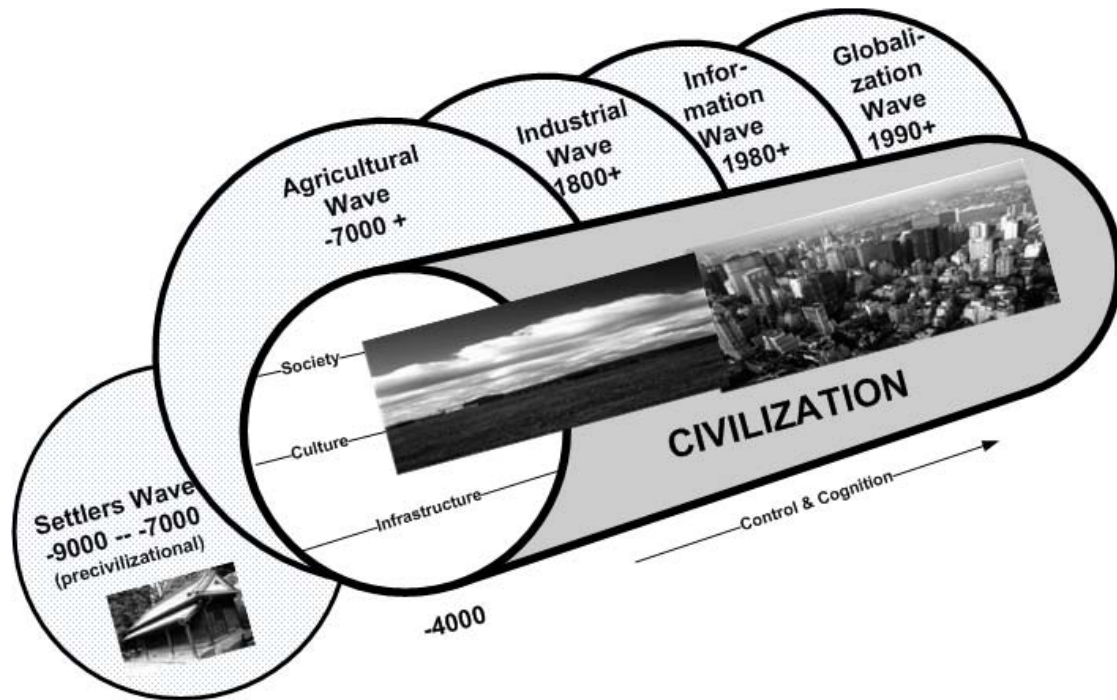 Settlers Wave
-9000 -- -7000
(precivilizational)
Agricultural
Wave
-7000 +
Industrial
Wave
1800+
Infor-
mation
Wave
1980+
Globali-
zation
Wave
1990+
Society
Culture
Infrastructure
CIVILIZATION
Control & Cognition
-4000